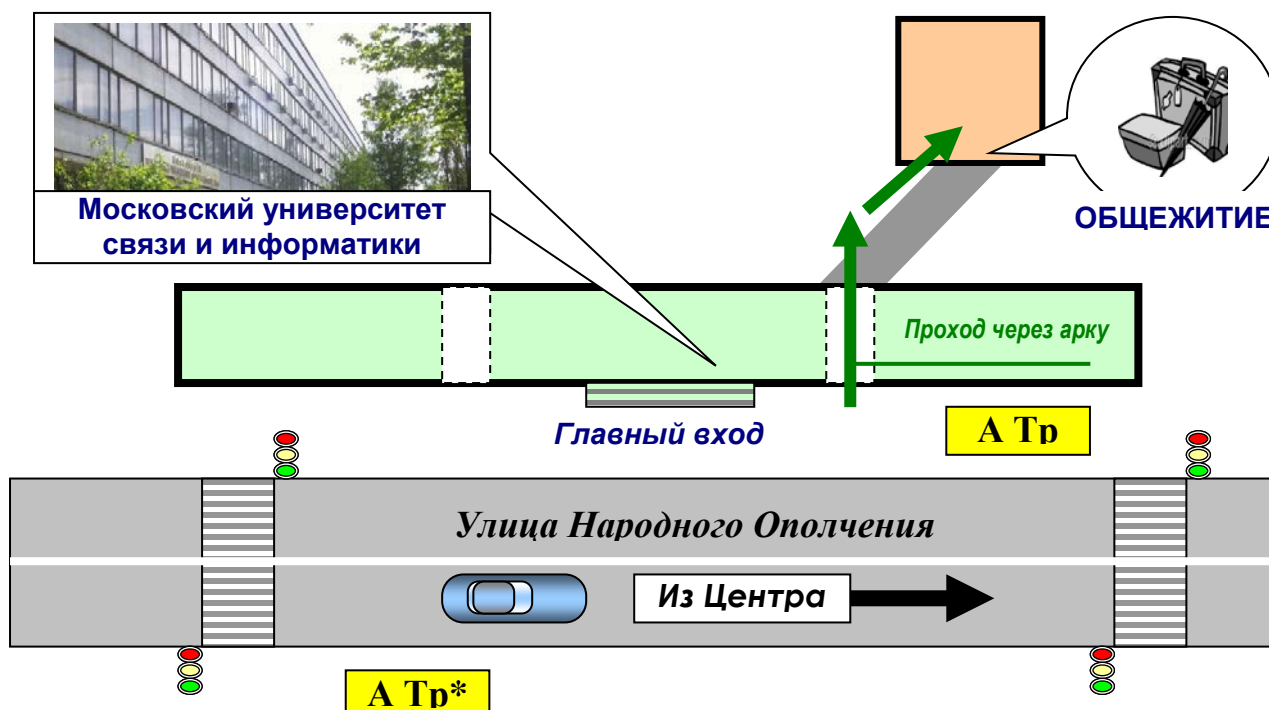 Московский университет
связи и информатики
ОБЩЕЖИТИЕ
Проход через арку
Главный вход
А Тр
Улица Народного Ополчения
Из Центра
А Тр*